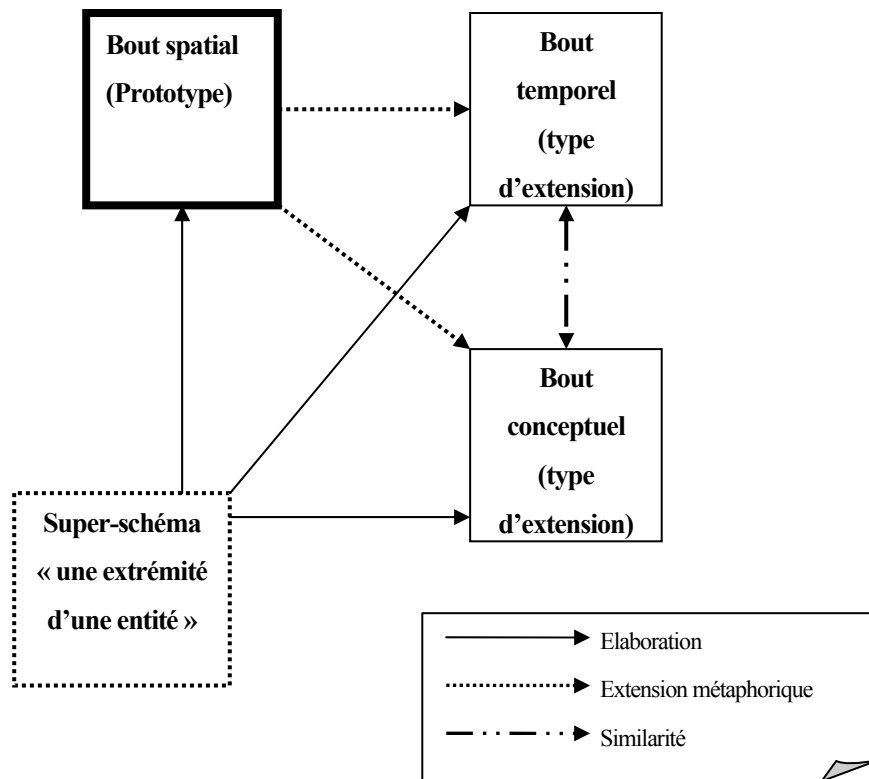 Bout spatial
(Prototype)
Bout
temporel
(type
d’extension)
Bout
conceptuel
(type
d’extension)
Super-schéma
« une extrémité
d’une entité »
Elaboration
Extension métaphorique
Similarité